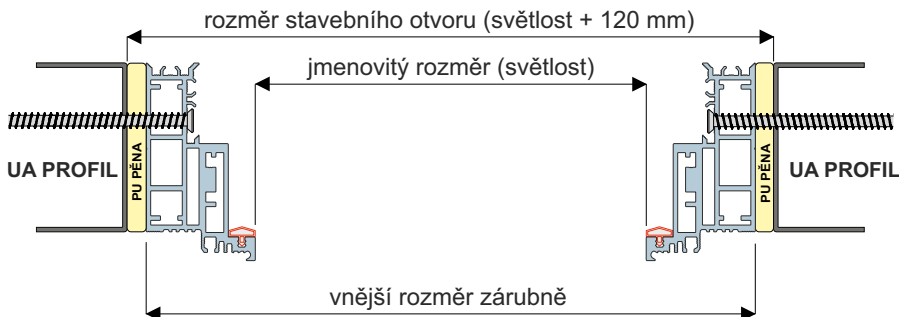 rozměr stavebního otvoru (světlost + 120 mm)
jmenovitý rozměr (světlost)
UA PROFIL
PU PĚNA
PU PĚNA
UA PROFIL
vnější rozměr zárubně